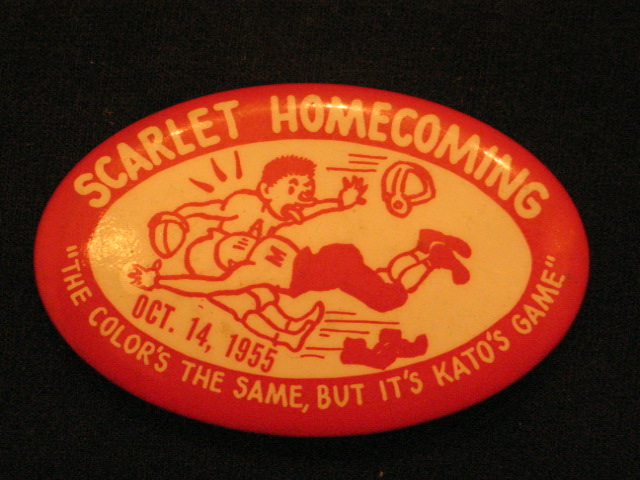 SCARLET HOMECOMING
M
OCT. 14, 1955
"THE COLOR'S THE SAME, BUT IT'S KATO'S GAME"